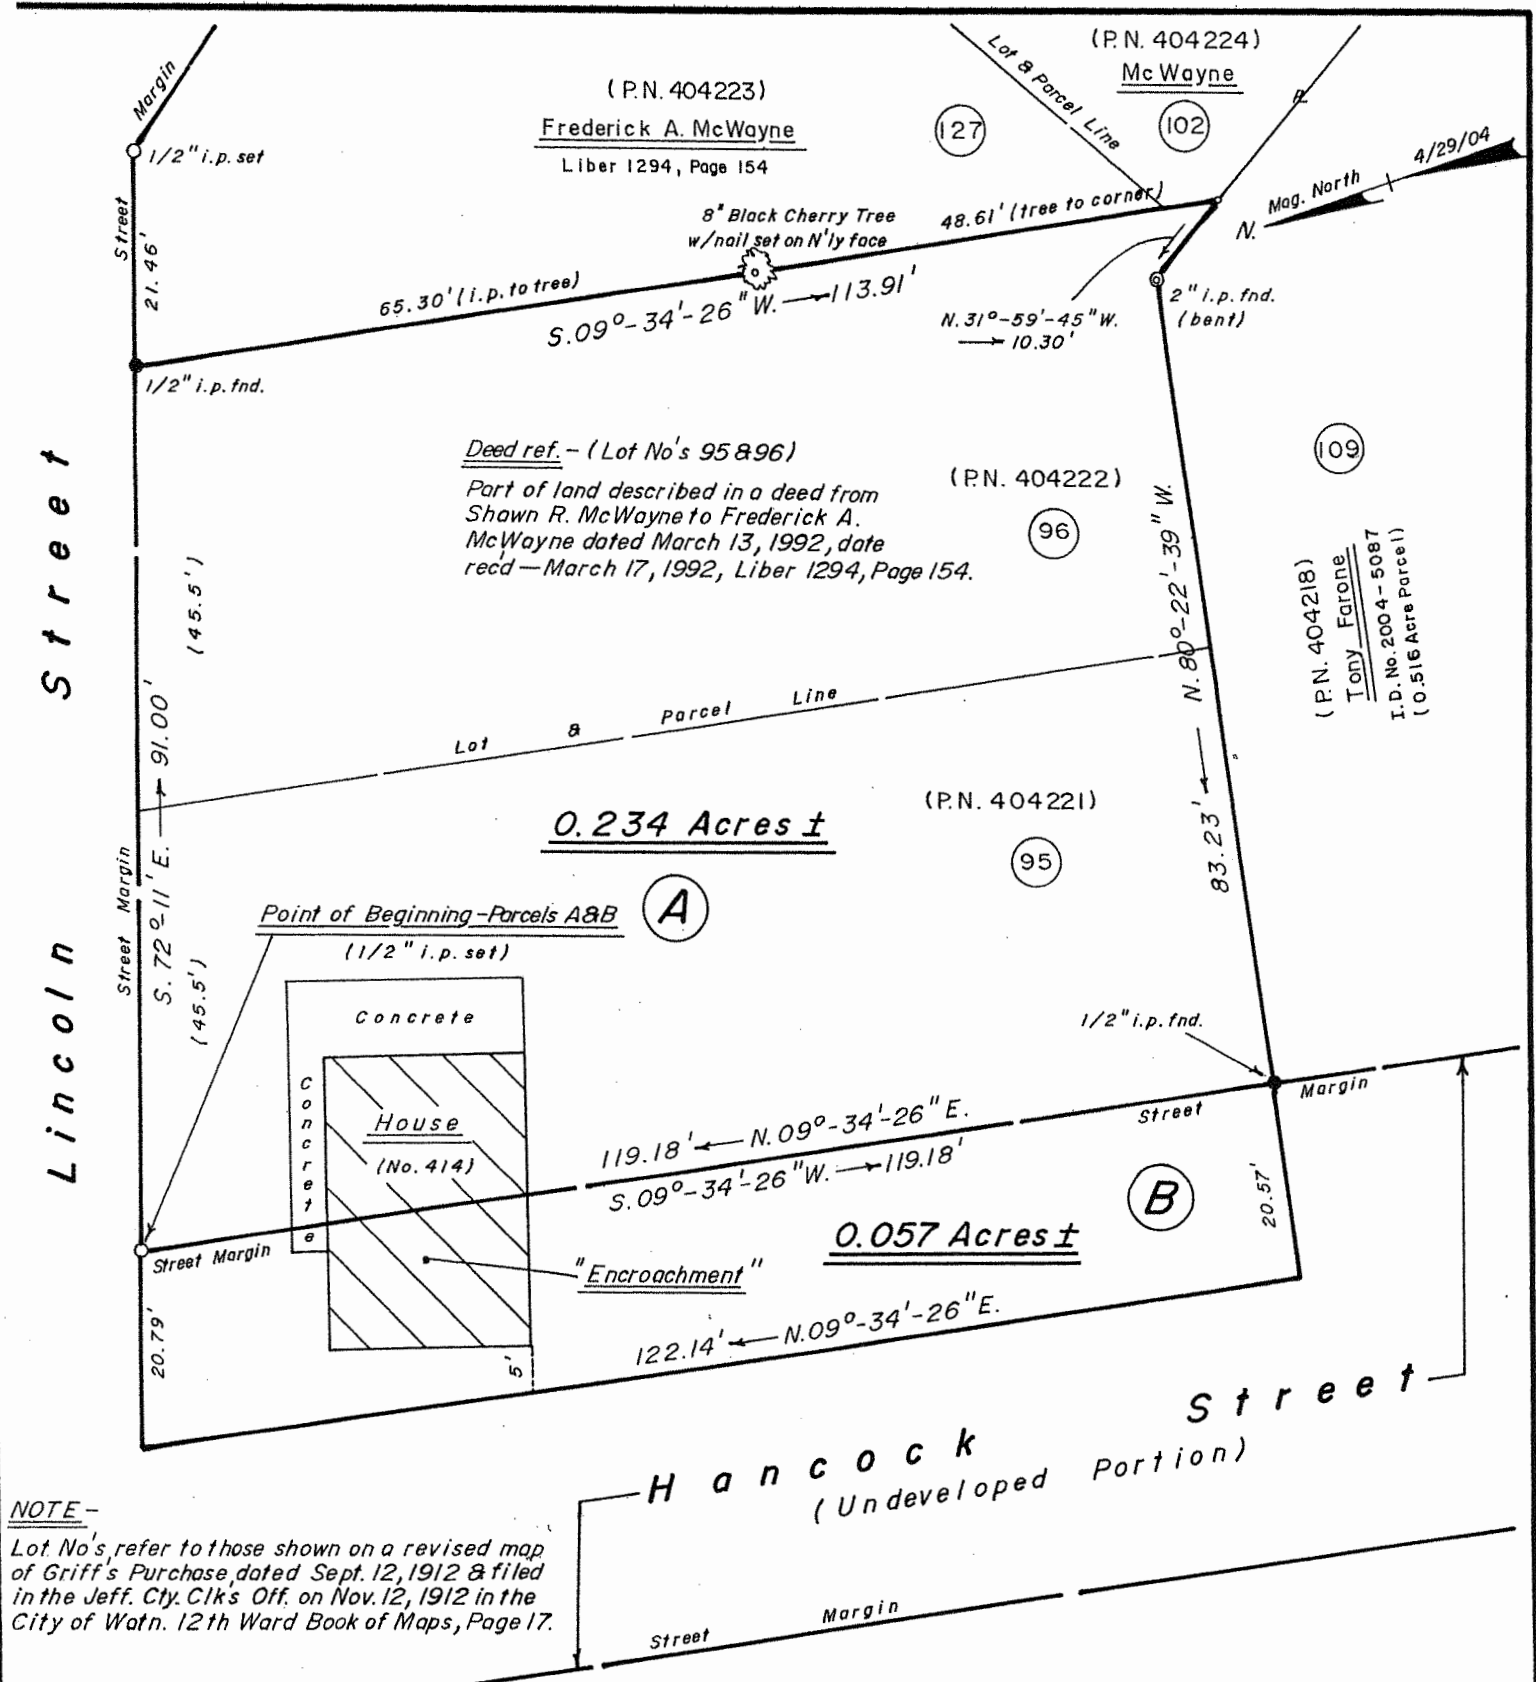 Margin
1/2" i.p. set
(P.N. 404223)
Frederick A. McWayne
Liber 1294, Page 154
127
Lot & Parcel Line
(P.N. 404224)
McWayne
102
PL
4/29/04
Mag. North
N.
Street
21.46'
8" Black Cherry Tree
w/nail set on N'ly face
48.61' (tree to corner)
65.30' (i.p. to tree)
S.09°-34'-26"W. → 113.91'
N.31°-59'-45"W.
→ 10.30'
2" i.p. fnd.
(bent)
1/2" i.p. fnd.
Deed ref. - (Lot No's 95 & 96)
Part of land described in a deed from
Shawn R. McWayne to Frederick A.
McWayne dated March 13, 1992, date
rec'd — March 17, 1992, Liber 1294, Page 154.
(P.N. 404222)
96
109
(P.N. 404218)
Tony Farone
I.D. No. 2004-5087
(0.516 Acre Parcel)
83.23' ← N. 80°-22'-39" W.
Lincoln Street
(45.5')
S. 72°-11' E. → 91.00'
Street Margin
(45.5')
Lot & Parcel Line
0.234 Acres ±
A
(P.N. 404221)
95
Point of Beginning - Parcels A & B
(1/2" i.p. set)
Concrete
Concrete
House
(No. 414)
1/2" i.p. fnd.
119.18' ← N. 09°-34'-26" E.
Street Margin
S. 09°-34'-26"W. → 119.18'
B
20.57'
0.057 Acres ±
Street Margin
"Encroachment"
20.79'
5'
122.14' ← N.09°-34'-26"E.
Hancock Street
(Undeveloped Portion)
NOTE -
Lot No's, refer to those shown on a revised map
of Griff's Purchase, dated Sept. 12, 1912 & filed
in the Jeff. Cty. Clk's Off. on Nov. 12, 1912 in the
City of Watn. 12th Ward Book of Maps, Page 17.
Street Margin